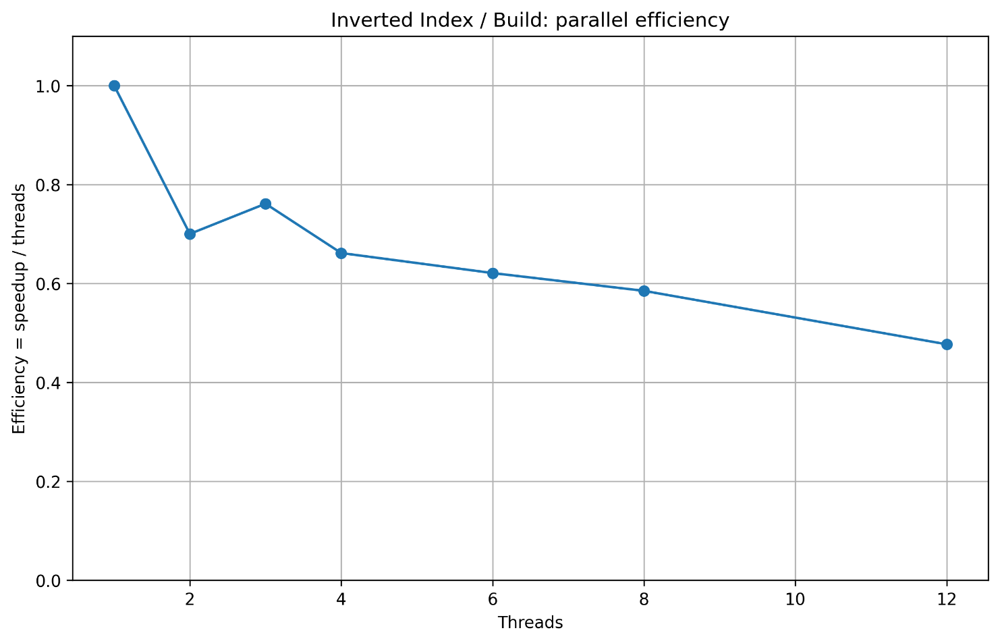 Inverted Index / Build: parallel efficiency
Efficiency = speedup / threads
1.0
0.8
0.6
0.4
0.2
0.0
2 4 6 8 10 12
Threads